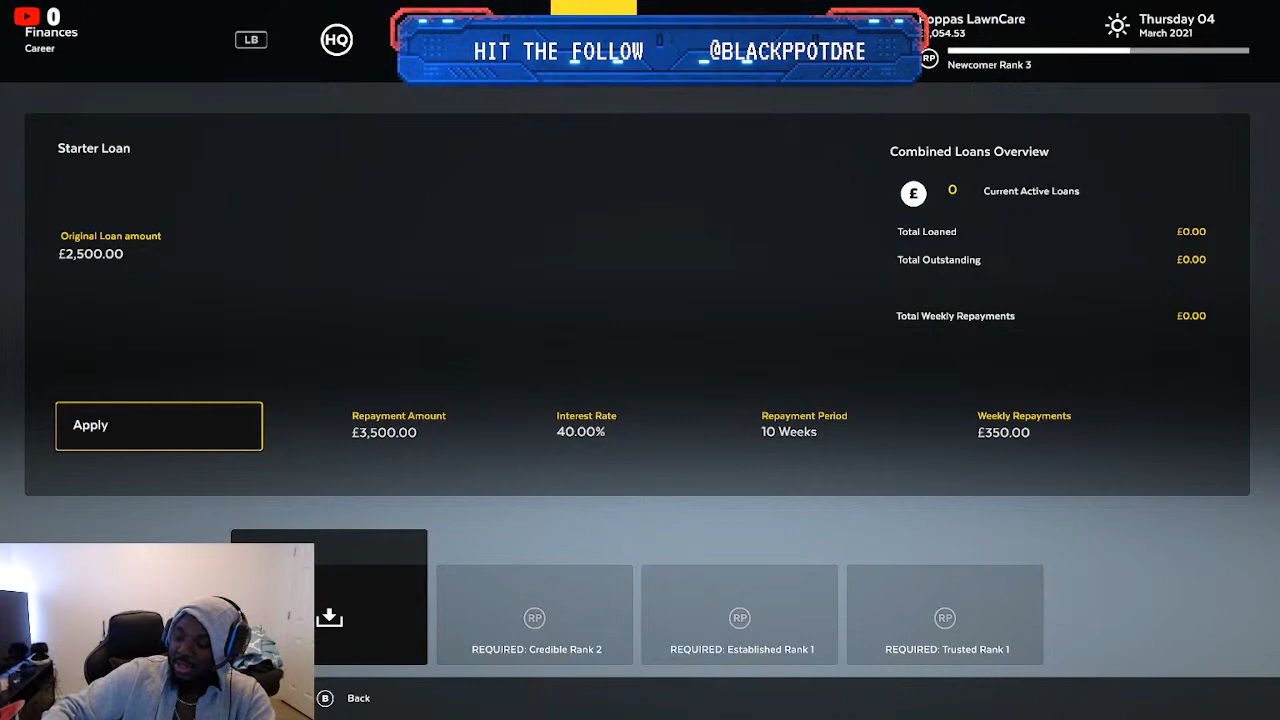 0
Finances
Career
LB
HQ
HIT THE FOLLOW @BLACKPPOTDRE
oppas LawnCare
,054.53
RP
Newcomer Rank 3
Thursday 04
March 2021
Starter Loan
Original Loan amount
£2,500.00
Combined Loans Overview
£ 0 Current Active Loans
Total Loaned £0.00
Total Outstanding £0.00
Total Weekly Repayments £0.00
Apply
Repayment Amount
£3,500.00
Interest Rate
40.00%
Repayment Period
10 Weeks
Weekly Repayments
£350.00
RP
REQUIRED: Credible Rank 2
RP
REQUIRED: Established Rank 1
RP
REQUIRED: Trusted Rank 1
B Back